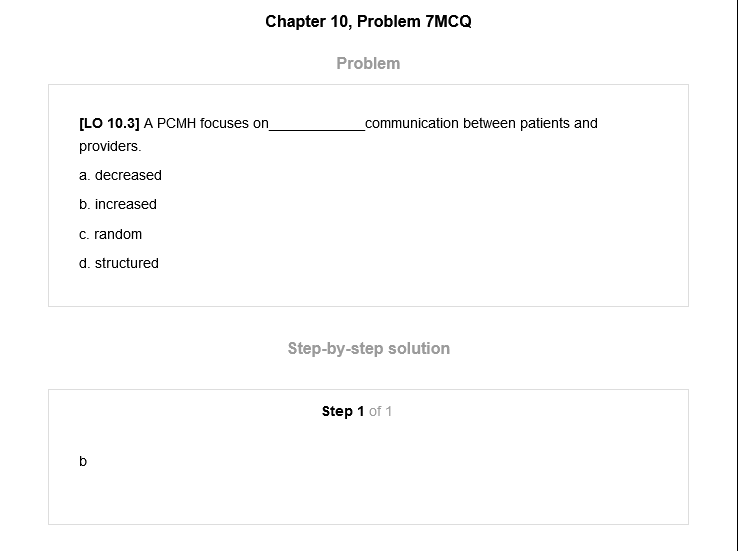 Chapter 10, Problem 7MCQ
Problem
[LO 10.3] A PCMH focuses on____________communication between patients and
providers.
a. decreased
b. increased
c. random
d. structured
Step-by-step solution
Step 1 of 1
b